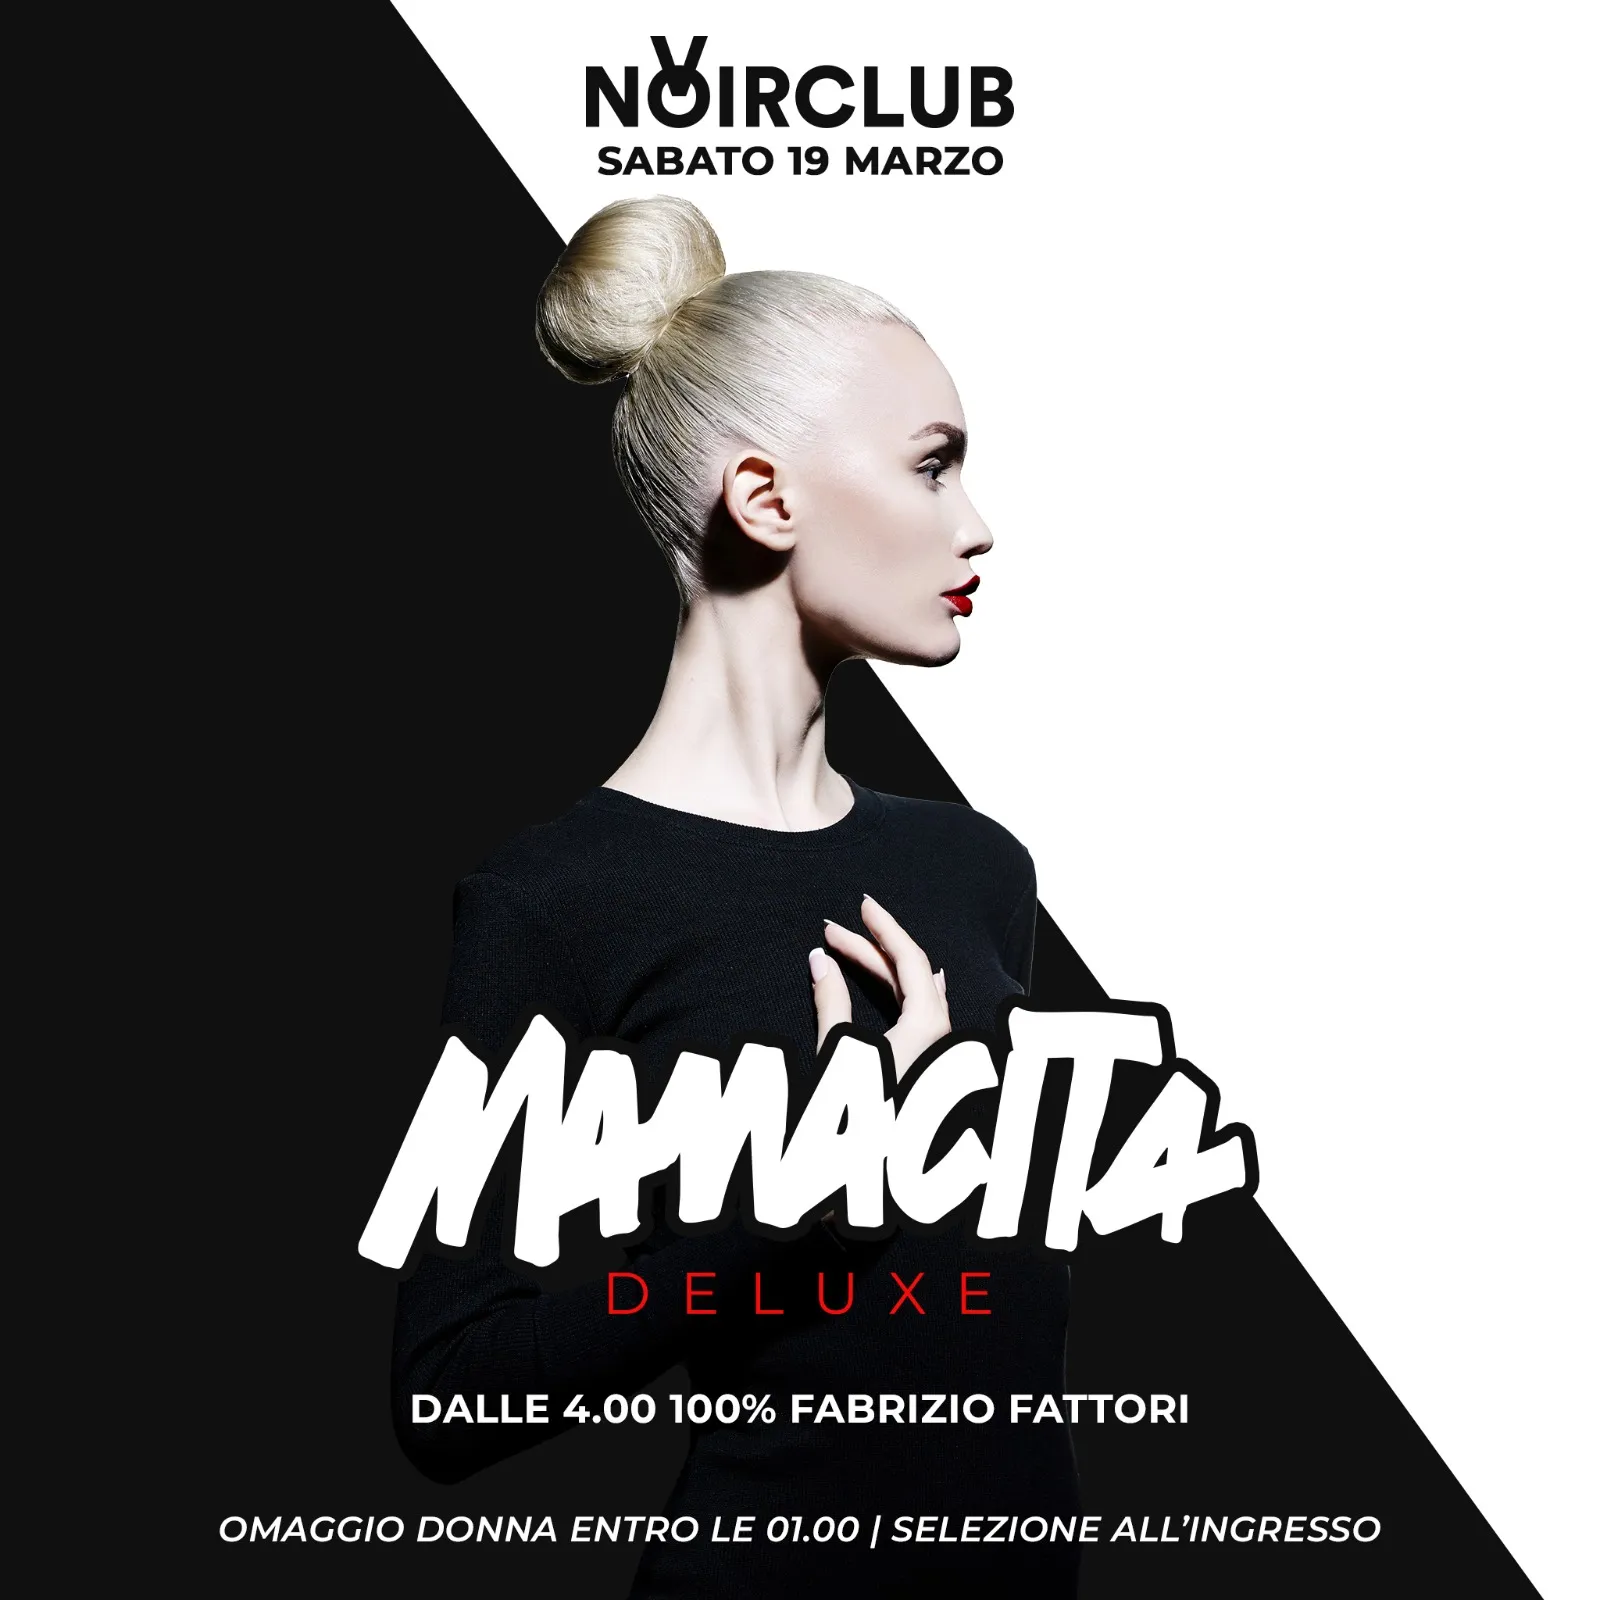 NOIRCLUB
SABATO 19 MARZO
MAMACITA
DELUXE
DALLE 4.00 100% FABRIZIO FATTORI
OMAGGIO DONNA ENTRO LE 01.00 | SELEZIONE ALL’INGRESSO